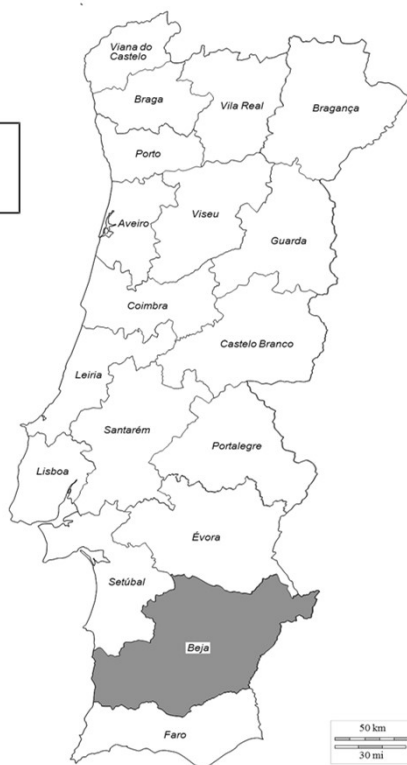 Viana do
Castelo
Braga
Vila Real
Bragança
Porto
Aveiro
Viseu
Guarda
Coimbra
Castelo Branco
Leiria
Santarém
Portalegre
Lisboa
Évora
Setúbal
Beja
Faro
50 km
30 mi